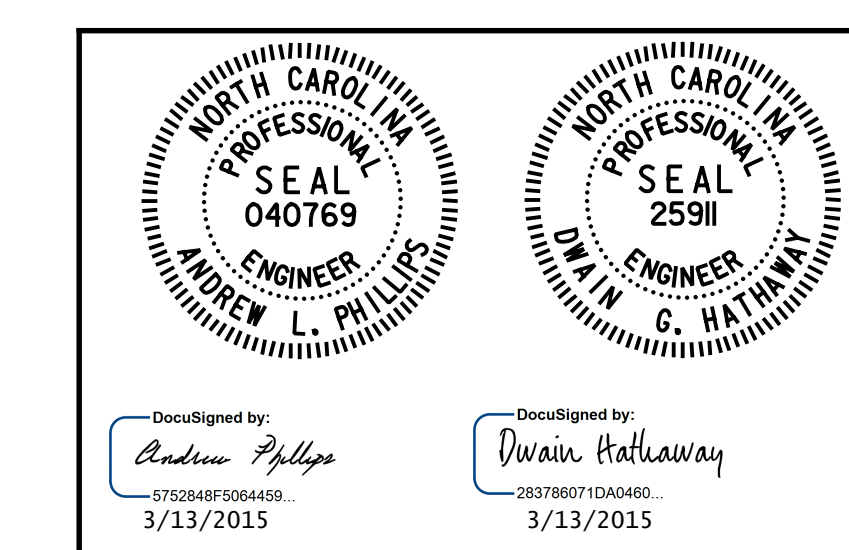 NORTH CAROLINA
PROFESSIONAL
SEAL
040769
ENGINEER
ANDREW L. PHILLIPS
NORTH CAROLINA
PROFESSIONAL
SEAL
25911
ENGINEER
DWAIN G. HATHAWAY
DocuSigned by:
Andrew Phillips
5752848F5064459...
3/13/2015
DocuSigned by:
Dwain Hathaway
283786071DA0460...
3/13/2015